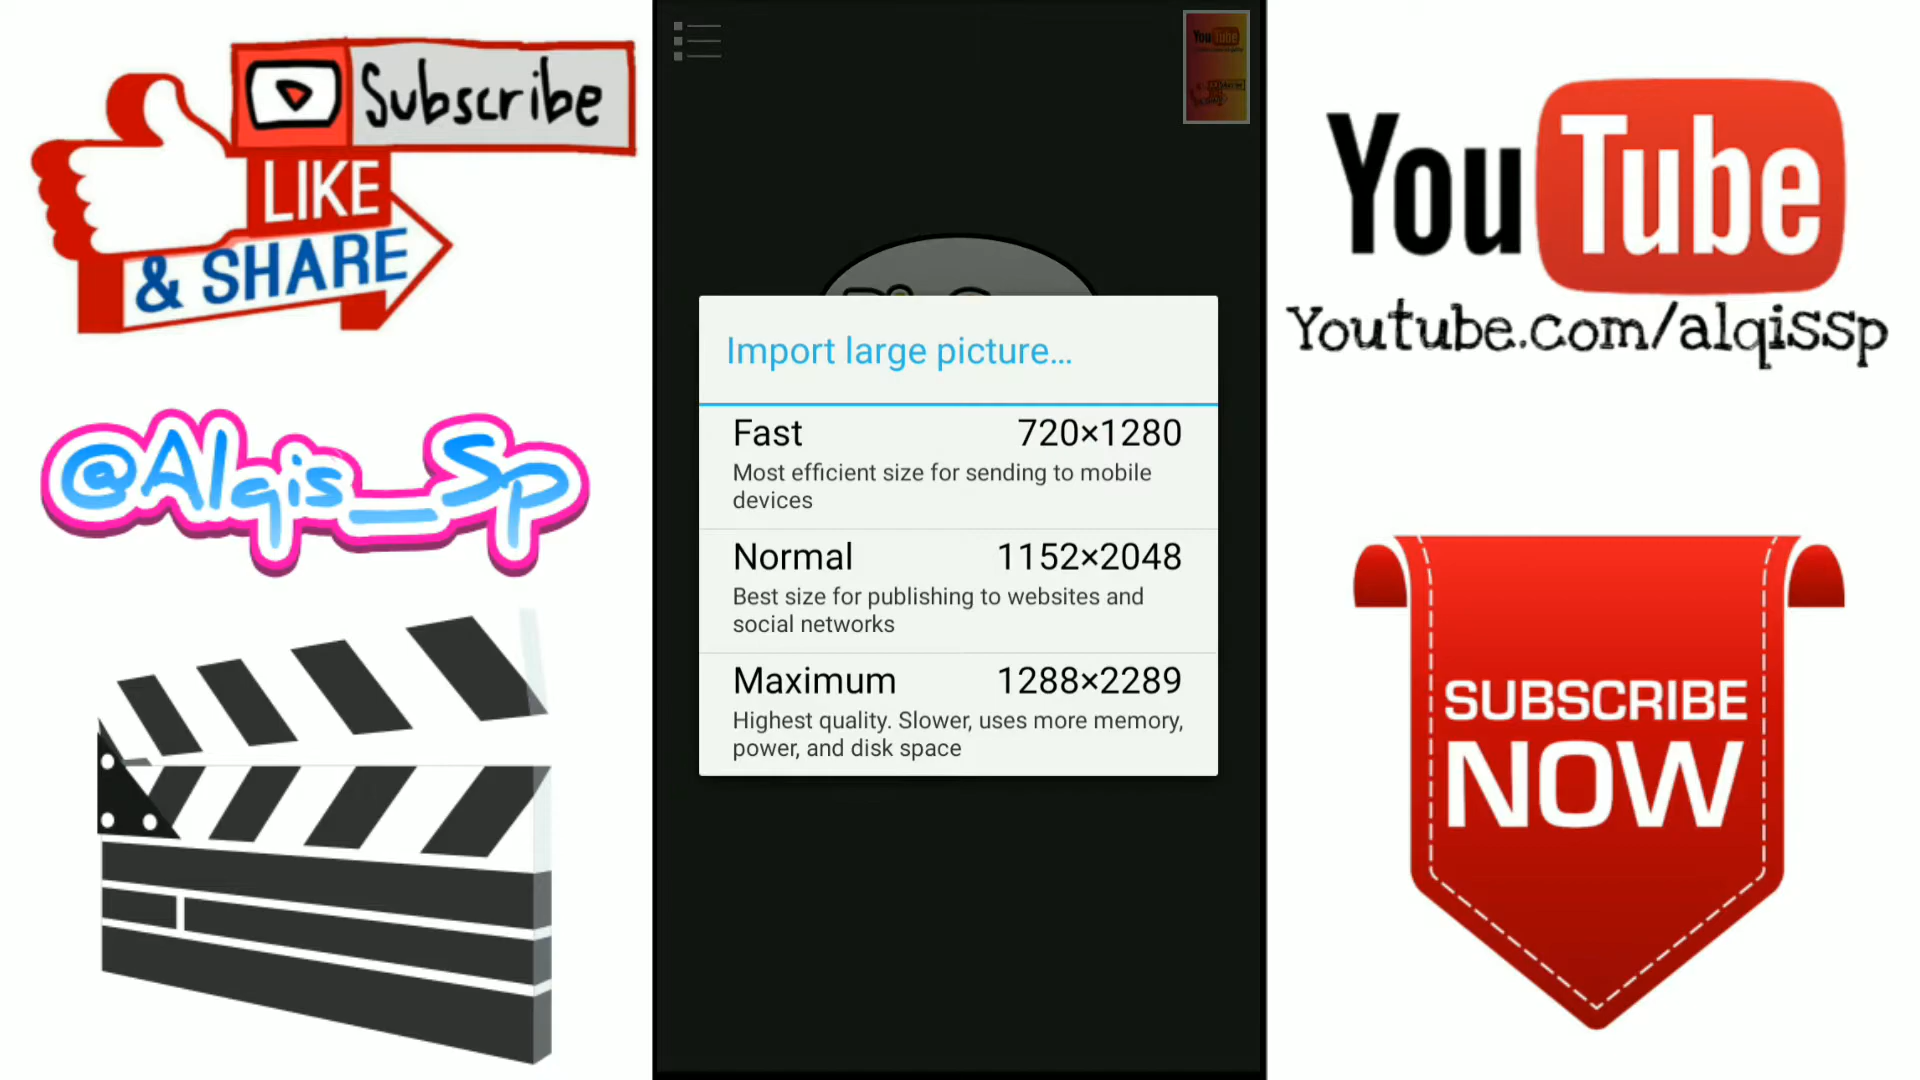 Subscribe
LIKE
& SHARE
@Alqis_Sp
You Tube
Import large picture...
Fast 720×1280
Most efficient size for sending to mobile
devices
Normal 1152×2048
Best size for publishing to websites and
social networks
Maximum 1288×2289
Highest quality. Slower, uses more memory,
power, and disk space
YouTube
Youtube.com/alqissp
SUBSCRIBE
NOW